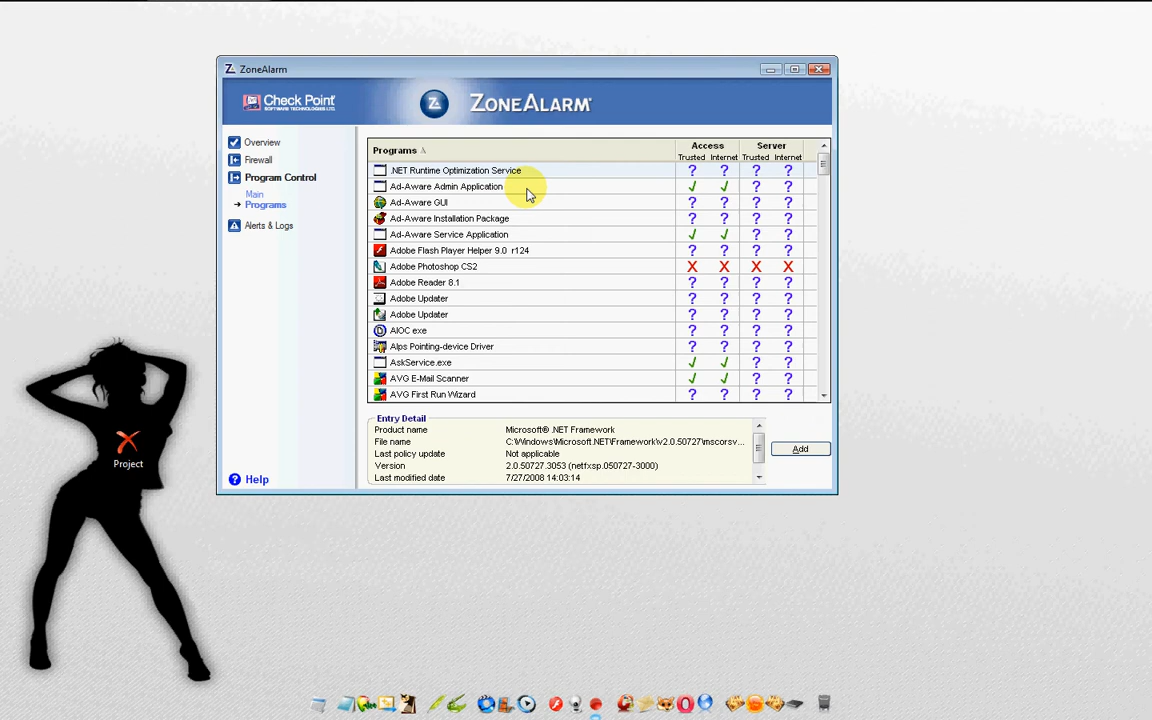 ZoneAlarm
Check Point
SOFTWARE TECHNOLOGIES LTD.
ZONEALARM
Overview
Firewall
Program Control
Main
Programs
Alerts & Logs
Help
Programs Access Server
Trusted Internet Trusted Internet
.NET Runtime Optimization Service ? ? ? ?
Ad-Aware Admin Application ✓ ✓ ? ?
Ad-Aware GUI ? ? ? ?
Ad-Aware Installation Package ? ? ? ?
Ad-Aware Service Application ✓ ✓ ? ?
Adobe Flash Player Helper 9.0 r124 ? ? ? ?
Adobe Photoshop CS2 X X X X
Adobe Reader 8.1 ? ? ? ?
Adobe Updater ? ? ? ?
Adobe Updater ? ? ? ?
AIOC exe ? ? ? ?
Alps Pointing-device Driver ? ? ? ?
AskService.exe ✓ ✓ ? ?
AVG E-Mail Scanner ✓ ✓ ? ?
AVG First Run Wizard ? ? ? ?
Entry Detail
Product name Microsoft® .NET Framework
File name C:\Windows\Microsoft.NET\Framework\v2.0.50727\mscorsv...
Last policy update Not applicable
Version 2.0.50727.3053 (netfxsp.050727-3000)
Last modified date 7/27/2008 14:03:14
Add
Project